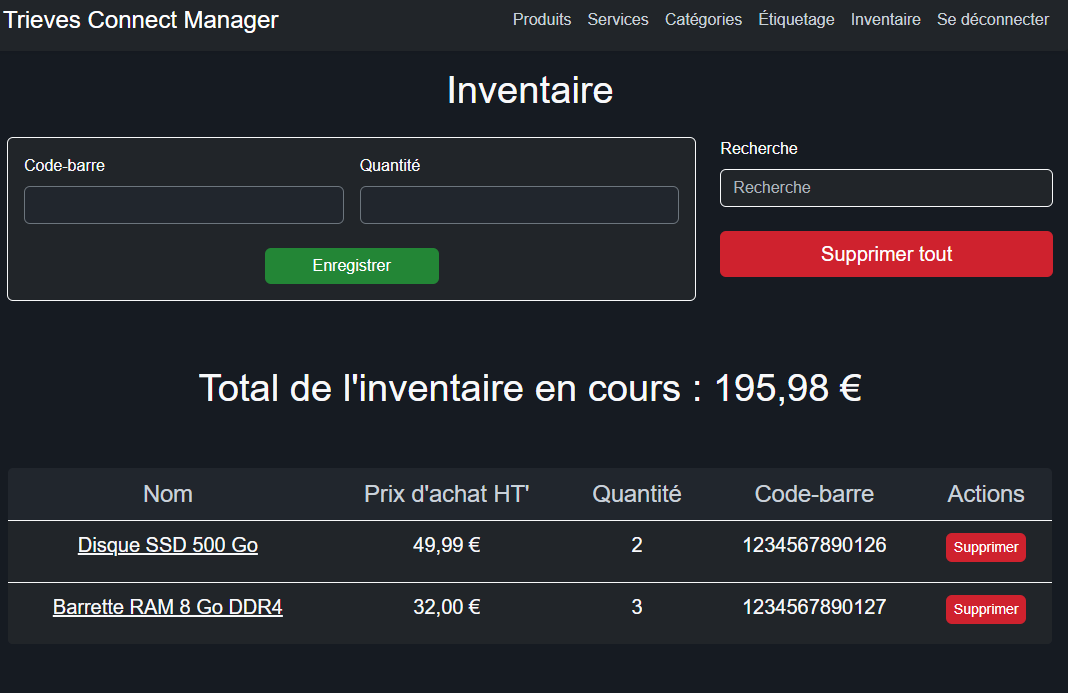 Trieves Connect Manager Produits Services Catégories Étiquetage Inventaire Se déconnecter
Inventaire
Code-barre Quantité
Enregistrer
Recherche
Recherche
Supprimer tout
Total de l'inventaire en cours : 195,98 €
Nom Prix d'achat HT' Quantité Code-barre Actions
Disque SSD 500 Go 49,99 € 2 1234567890126 Supprimer
Barrette RAM 8 Go DDR4 32,00 € 3 1234567890127 Supprimer